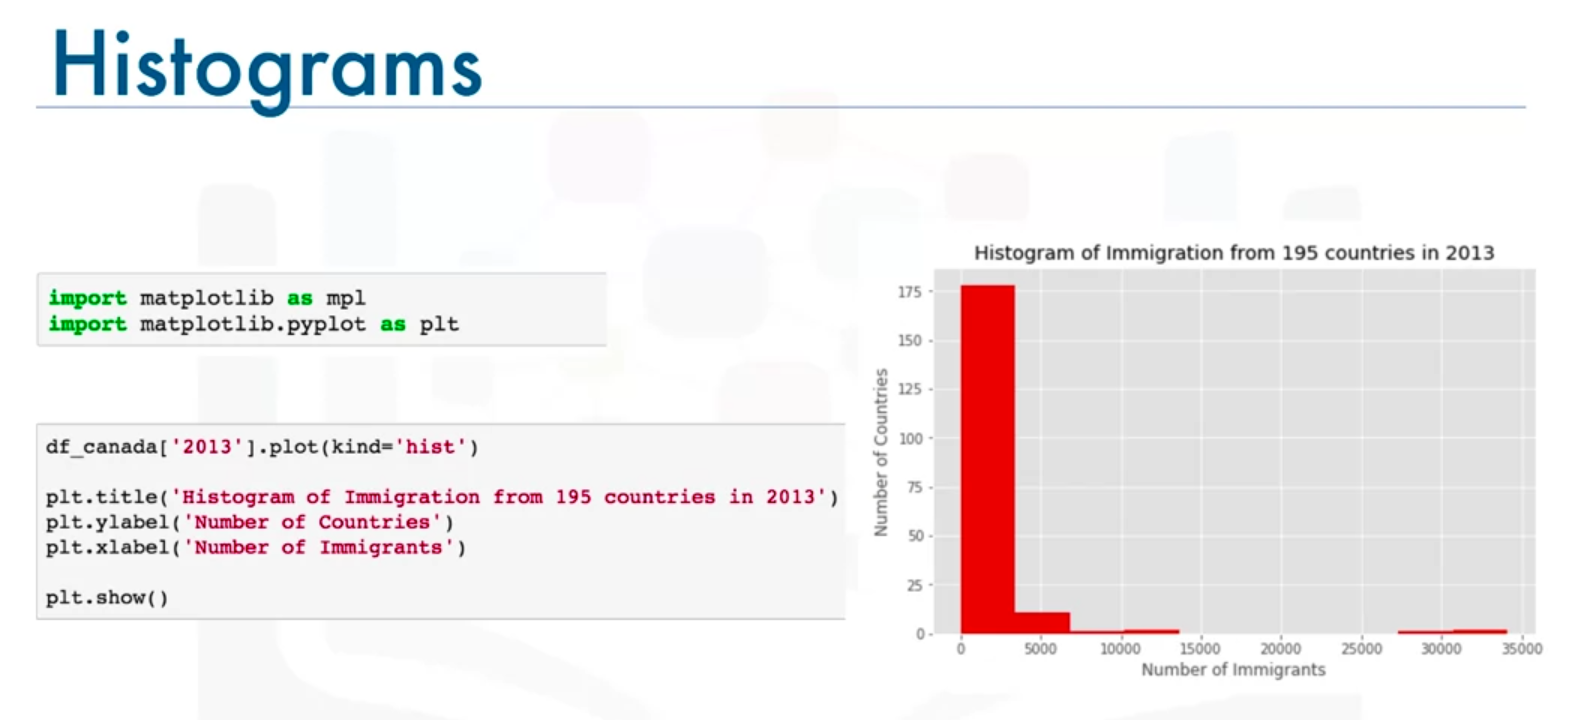 Histograms
import matplotlib as mpl
import matplotlib.pyplot as plt
df_canada['2013'].plot(kind='hist')
plt.title('Histogram of Immigration from 195 countries in 2013')
plt.ylabel('Number of Countries')
plt.xlabel('Number of Immigrants')
plt.show()
Histogram of Immigration from 195 countries in 2013
Number of Countries
175
150
125
100
75
50
25
0
0 5000 10000 15000 20000 25000 30000 35000
Number of Immigrants